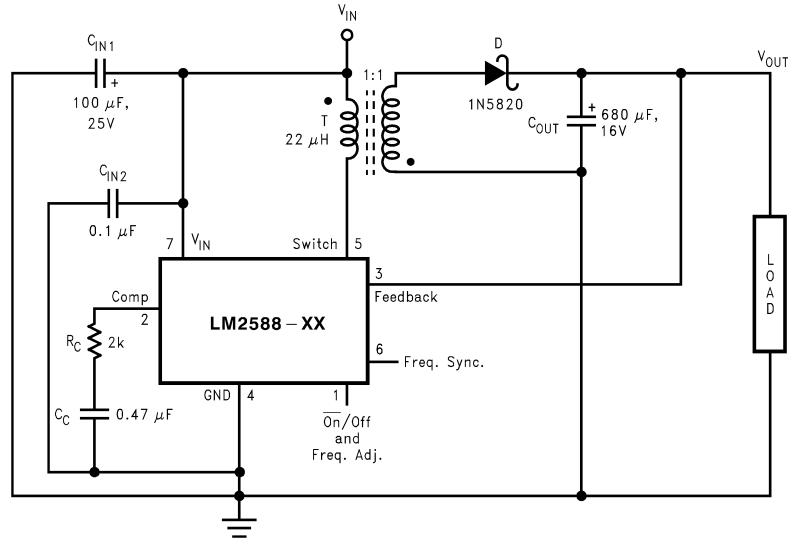 V_IN
C_IN1
+
100 μF,
25V
1:1
T
22 μH
D
1N5820
V_OUT
C_OUT
+
680 μF,
16V
C_IN2
0.1 μF
7 V_IN
Switch 5
3
Feedback
LOAD
Comp
2
LM2588–XX
R_C 2k
6
Freq. Sync.
GND 4
1
C_C 0.47 μF
O̅n̅/Off
and
Freq. Adj.